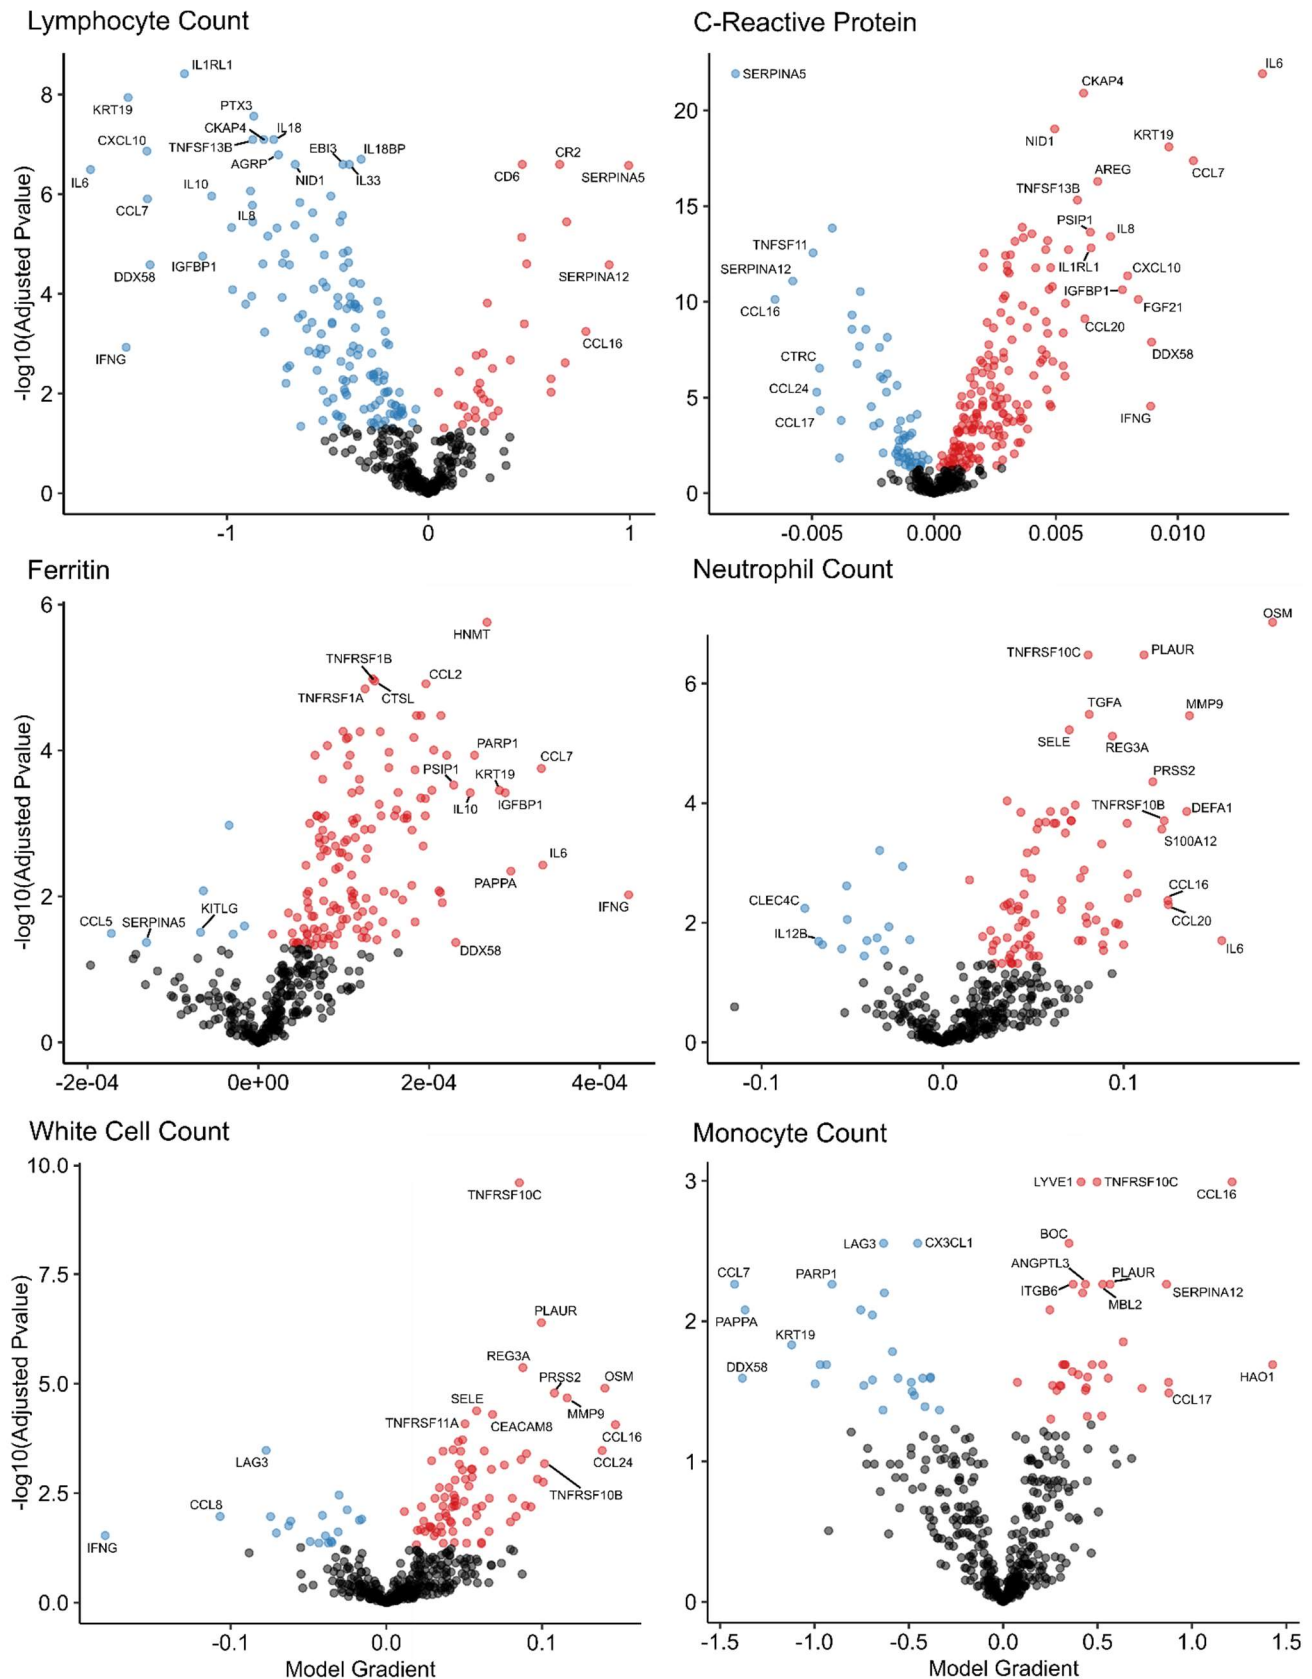 Lymphocyte Count
-log10(Adjusted Pvalue)
8
6
4
2
0
-1
0
1
IL1RL1
KRT19
PTX3
CKAP4
IL18
CXCL10
TNFSF13B
EBI3
IL18BP
CR2
AGRP
NID1
IL33
CD6
SERPINA5
IL6
IL10
CCL7
IL8
IGFBP1
DDX58
SERPINA12
CCL16
IFNG
C-Reactive Protein
20
15
10
5
0
-0.005
0.000
0.005
0.010
SERPINA5
IL6
CKAP4
NID1
KRT19
AREG
CCL7
TNFSF13B
PSIP1
IL8
TNFSF11
IL1RL1
SERPINA12
CXCL10
IGFBP1
CCL16
FGF21
CCL20
CTRC
DDX58
CCL24
IFNG
CCL17
Ferritin
-log10(Adjusted Pvalue)
6
4
2
0
-2e-04
0e+00
2e-04
4e-04
HNMT
TNFRSF1B
CCL2
TNFRSF1A
CTSL
PARP1
CCL7
PSIP1
KRT19
IL10
IGFBP1
IL6
PAPPA
IFNG
CCL5
SERPINA5
KITLG
DDX58
Neutrophil Count
6
4
2
0
-0.1
0.0
0.1
OSM
TNFRSF10C
PLAUR
TGFA
MMP9
SELE
REG3A
PRSS2
TNFRSF10B
DEFA1
S100A12
CLEC4C
CCL16
CCL20
IL12B
IL6
White Cell Count
-log10(Adjusted Pvalue)
10.0
7.5
5.0
2.5
0.0
-0.1
0.0
0.1
Model Gradient
TNFRSF10C
PLAUR
REG3A
PRSS2
OSM
SELE
MMP9
TNFRSF11A
CEACAM8
CCL16
LAG3
CCL24
TNFRSF10B
CCL8
IFNG
Monocyte Count
3
2
1
0
-1.5
-1.0
-0.5
0.0
0.5
1.0
1.5
Model Gradient
LYVE1
TNFRSF10C
CCL16
BOC
LAG3
CX3CL1
ANGPTL3
CCL7
PARP1
PLAUR
ITGB6
SERPINA12
MBL2
PAPPA
KRT19
DDX58
HAO1
CCL17